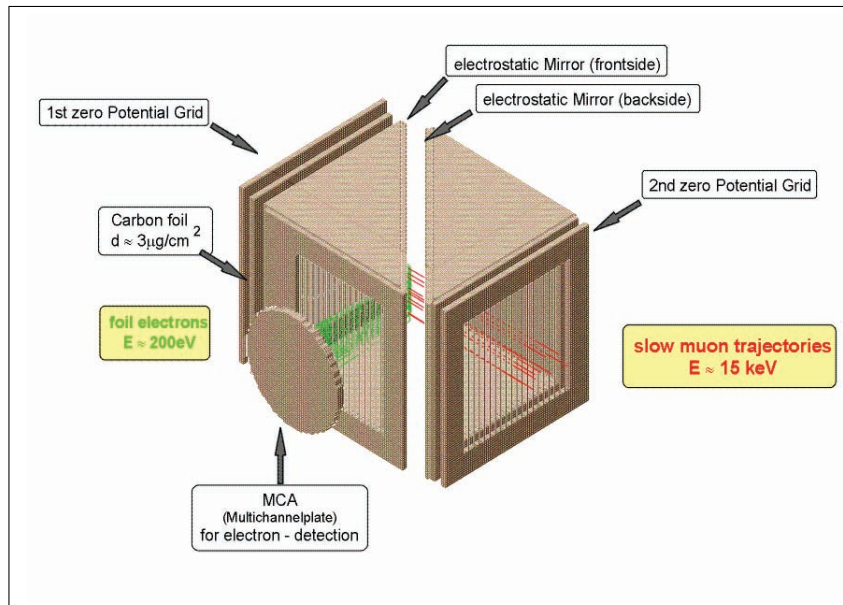 electrostatic Mirror (frontside)
electrostatic Mirror (backside)
1st zero Potential Grid
2nd zero Potential Grid
Carbon foil
d ≈ 3μg/cm²
foil electrons
E ≈ 200eV
slow muon trajectories
E ≈ 15 keV
MCA
(Multichannelplate)
for electron - detection